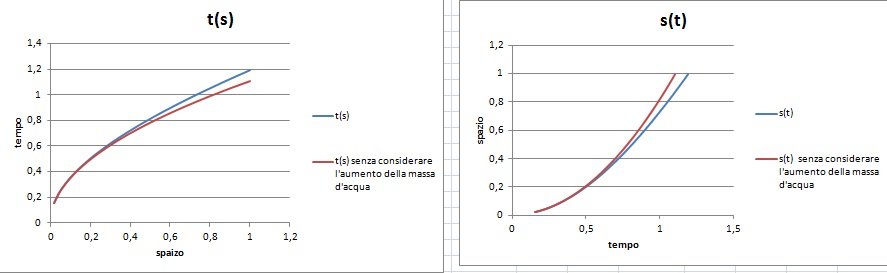 t(s)
1,4
1,2
1
0,8
0,6
0,4
0,2
0
tempo
0
0,2
0,4
0,6
0,8
1
1,2
spaizo
t(s)
t(s) senza considerare
l'aumento della massa
d'acqua
s(t)
1,2
1
0,8
0,6
0,4
0,2
0
spazio
0
0,5
1
1,5
tempo
s(t)
s(t) senza considerare
l'aumento della massa
d'acqua